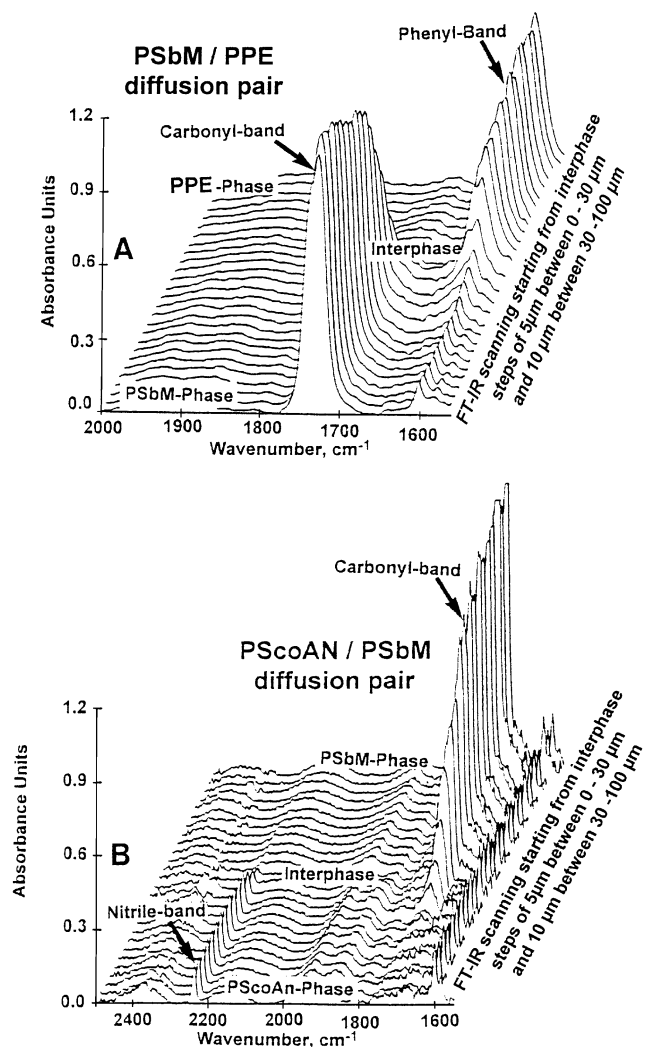 PSbM / PPE
diffusion pair
Phenyl-Band
Carbonyl-band
PPE-Phase
A
Interphase
PSbM-Phase
Absorbance Units
1.2
0.9
0.6
0.3
0.0
2000 1900 1800 1700 1600
Wavenumber, cm-1
FT-IR scanning starting from interphase
steps of 5µm between 0 - 30 µm
and 10 µm between 30 -100 µm
Carbonyl-band
PScoAN / PSbM
diffusion pair
PSbM-Phase
B
Interphase
Nitrile-band
PScoAn-Phase
Absorbance Units
1.2
0.9
0.6
0.3
0.0
2400 2200 2000 1800 1600
Wavenumber, cm-1
FT-IR scanning starting from interphase
steps of 5µm between 0 - 30 µm
and 10 µm between 30 -100 µm